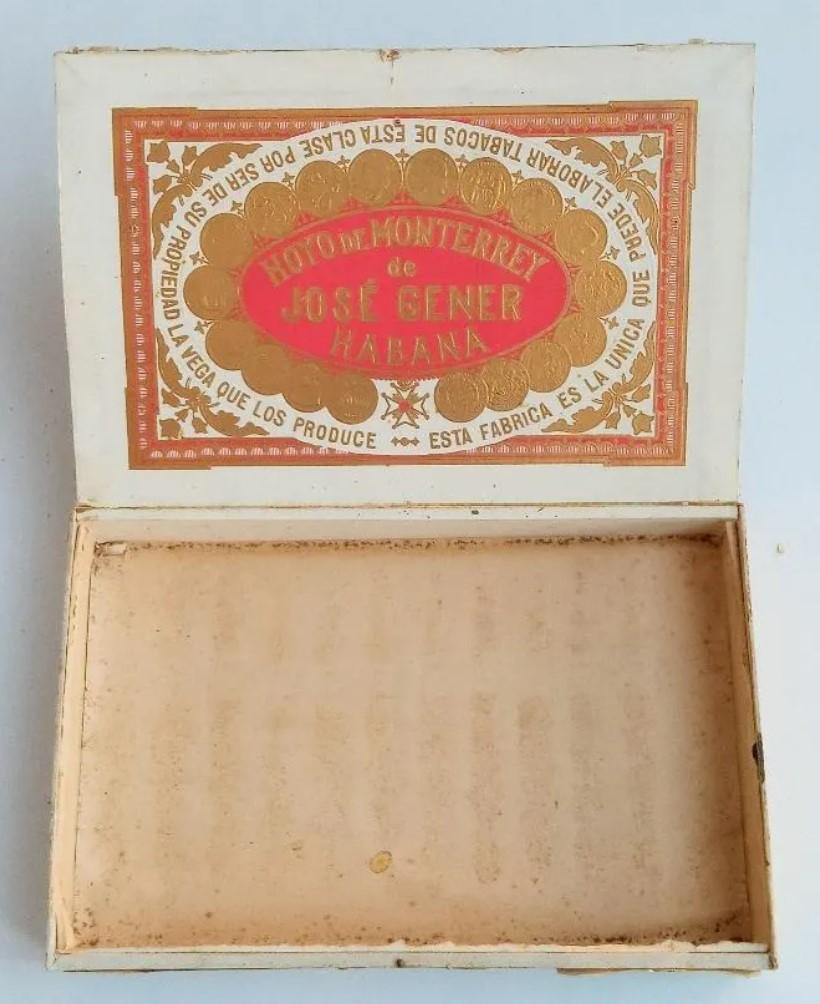 HOYO DE MONTERREY
de
JOSÉ GENER
HABANA
ESTA FABRICA ES LA UNICA QUE PUEDE ELABORAR TABACOS DE ESTA CLASE POR SER DE SU PROPIEDAD LA VEGA QUE LOS PRODUCE